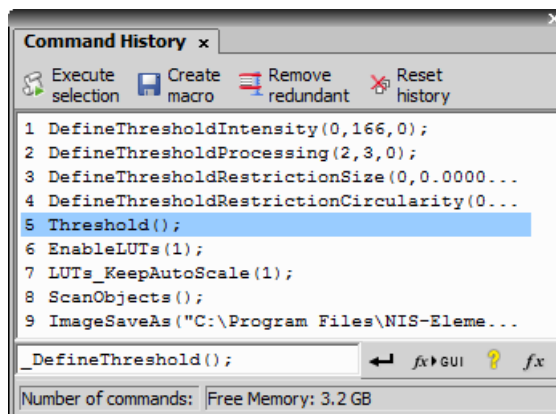 Command History x
Execute selection Create macro Remove redundant Reset history
1 DefineThresholdIntensity(0,166,0);
2 DefineThresholdProcessing(2,3,0);
3 DefineThresholdRestrictionSize(0,0.0000...
4 DefineThresholdRestrictionCircularity(0...
5 Threshold();
6 EnableLUTs(1);
7 LUTs_KeepAutoScale(1);
8 ScanObjects();
9 ImageSaveAs("C:\Program Files\NIS-Eleme...
_DefineThreshold(); fx▸GUI ? fx
Number of commands: Free Memory: 3.2 GB